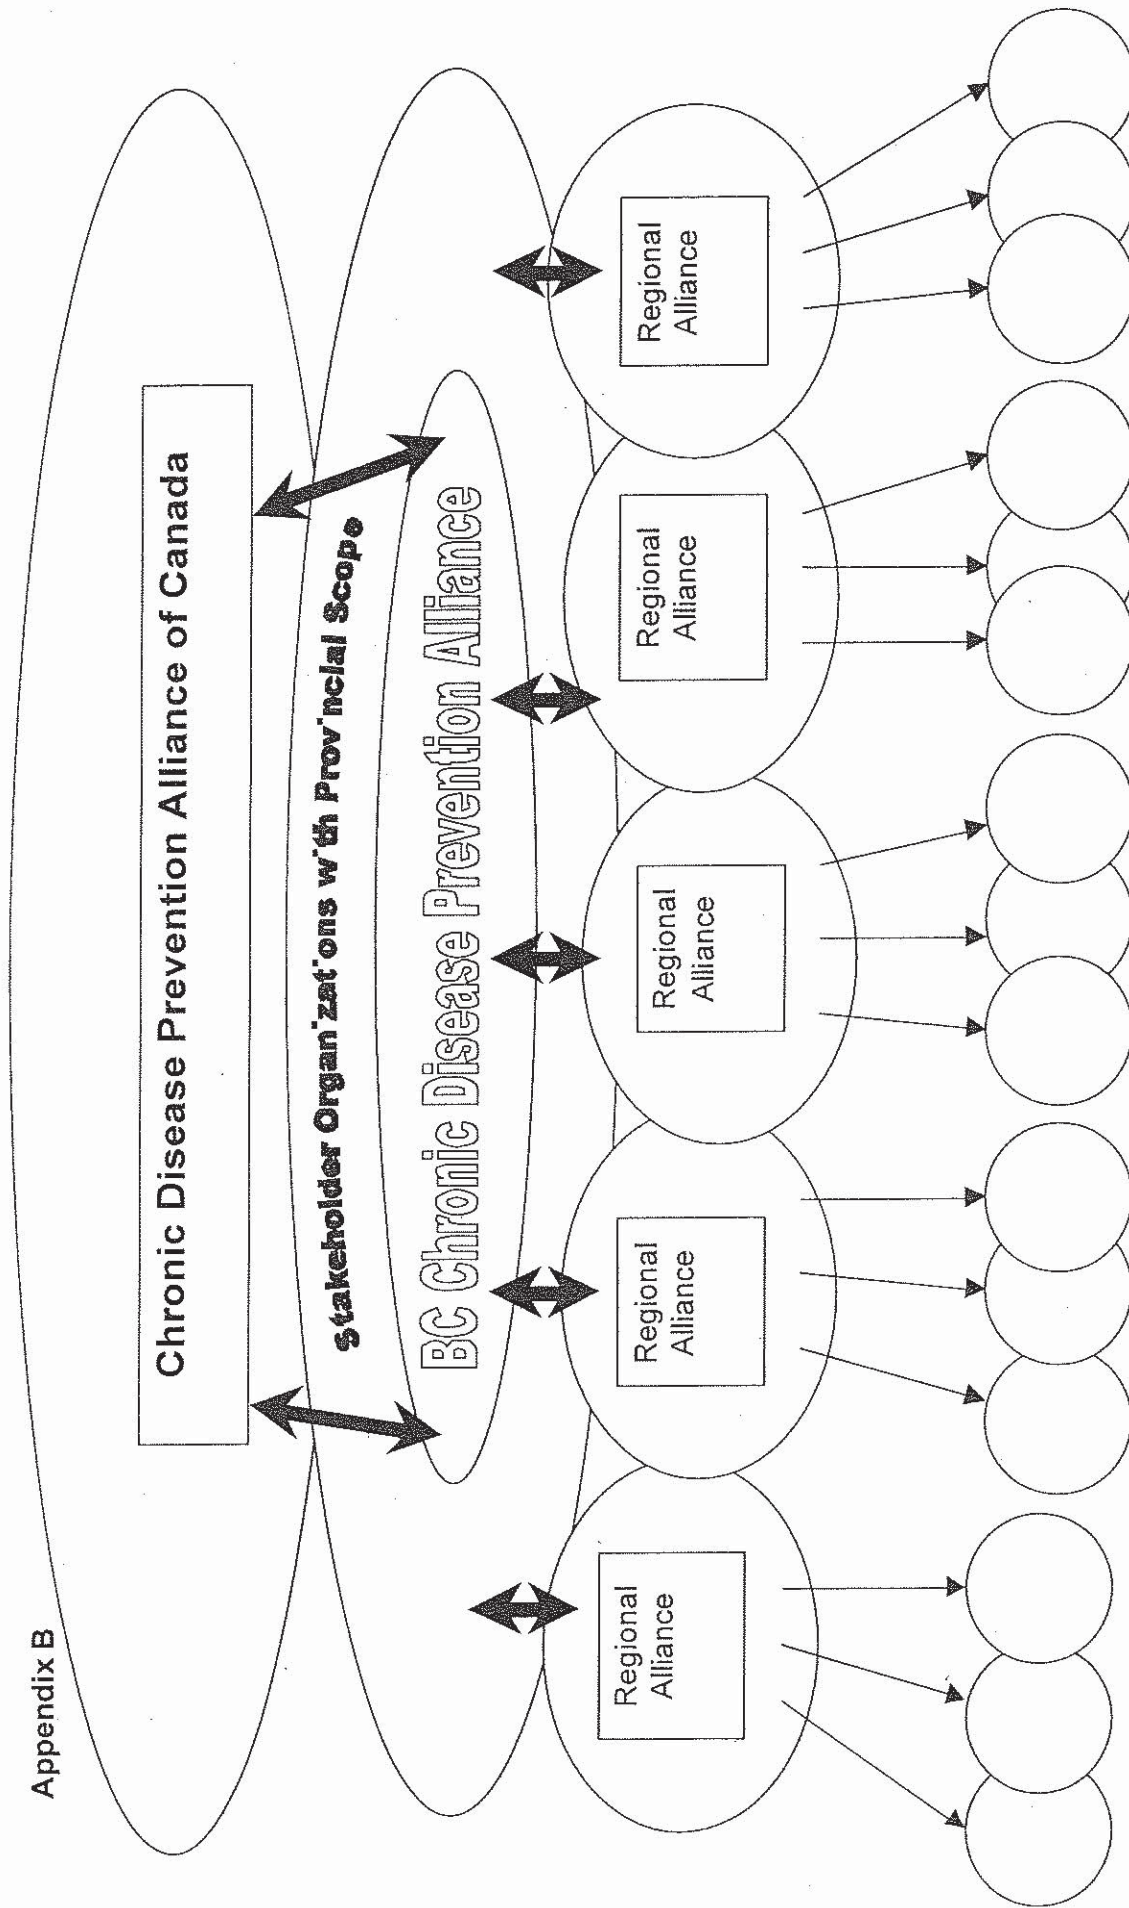 Appendix B
Chronic Disease Prevention Alliance of Canada
Stakeholder Organizations with Provincial Scope
BC Chronic Disease Prevention Alliance
Regional
Alliance
Regional
Alliance
Regional
Alliance
Regional
Alliance
Regional
Alliance